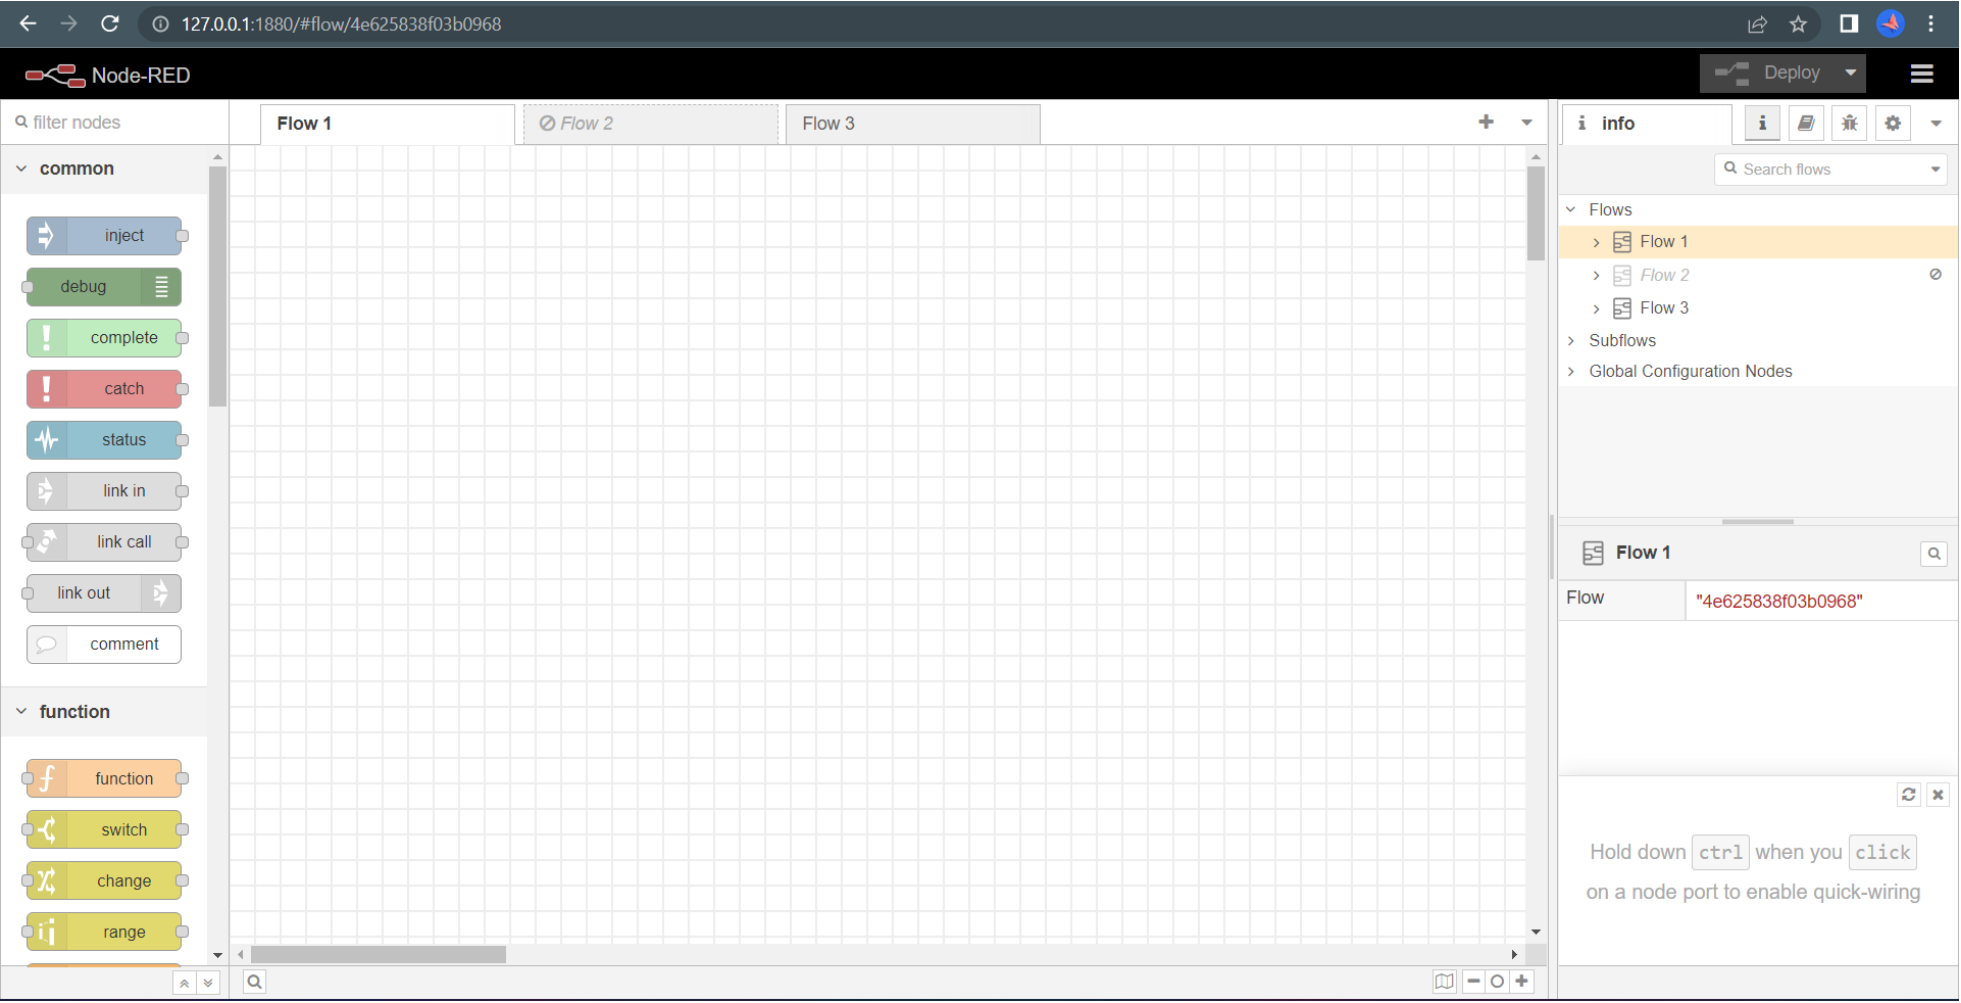 127.0.0.1:1880/#flow/4e625838f03b0968
Node-RED
Deploy
filter nodes
Flow 1
Flow 2
Flow 3
i info
i
common
inject
debug
complete
catch
status
link in
link call
link out
comment
function
function
switch
change
range
Search flows
Flows
Flow 1
Flow 2
Flow 3
Subflows
Global Configuration Nodes
Flow 1
Flow "4e625838f03b0968"
Hold down ctrl when you click
on a node port to enable quick-wiring